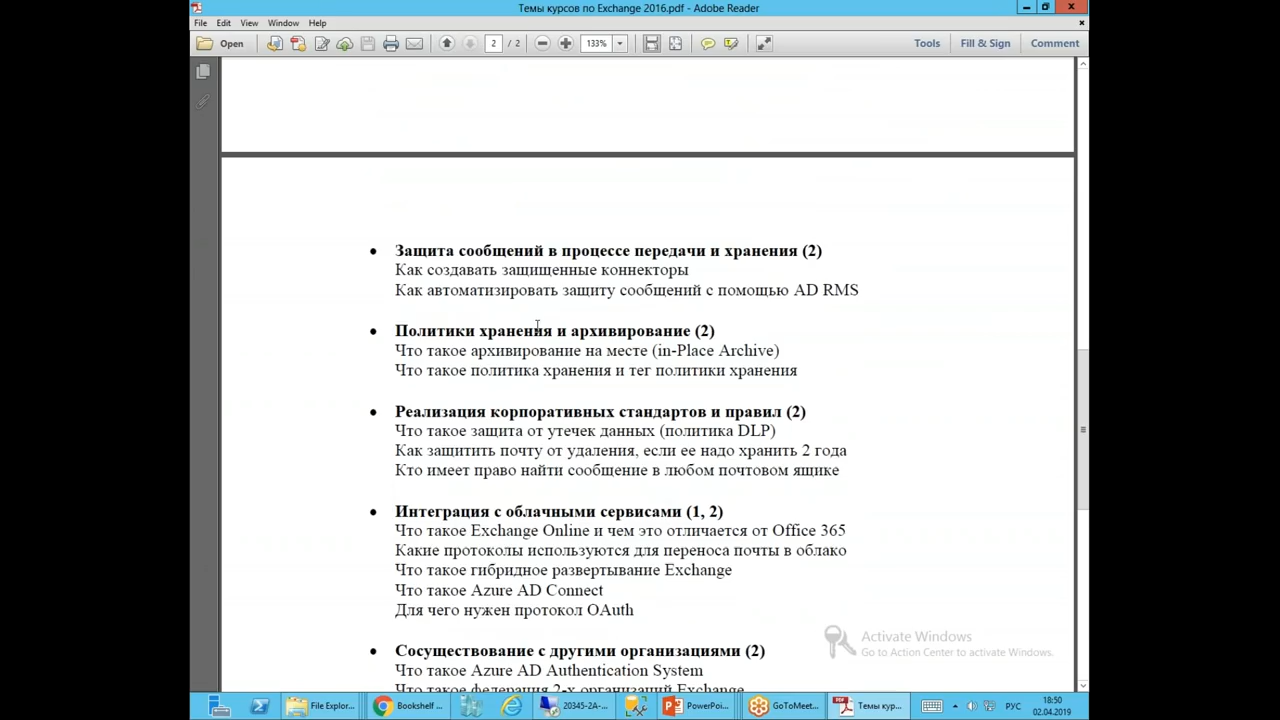 Темы курсов по Exchange 2016.pdf - Adobe Reader
File Edit View Window Help
Open 2 / 2 133% Tools Fill & Sign Comment
• Защита сообщений в процессе передачи и хранения (2)
Как создавать защищенные коннекторы
Как автоматизировать защиту сообщений с помощью AD RMS
• Политики хранения и архивирование (2)
Что такое архивирование на месте (in-Place Archive)
Что такое политика хранения и тег политики хранения
• Реализация корпоративных стандартов и правил (2)
Что такое защита от утечек данных (политика DLP)
Как защитить почту от удаления, если ее надо хранить 2 года
Кто имеет право найти сообщение в любом почтовом ящике
• Интеграция с облачными сервисами (1, 2)
Что такое Exchange Online и чем это отличается от Office 365
Какие протоколы используются для переноса почты в облако
Что такое гибридное развертывание Exchange
Что такое Azure AD Connect
Для чего нужен протокол OAuth
Activate Windows
Go to Action Center to activate Windows.
• Сосуществование с другими организациями (2)
Что такое Azure AD Authentication System
Что такое федерация 2-х организаций Exchange
File Explor... Bookshelf ... 20345-2A-... PowerPoi... GoToMeet... Темы кур... РУС 18:50
02.04.2019